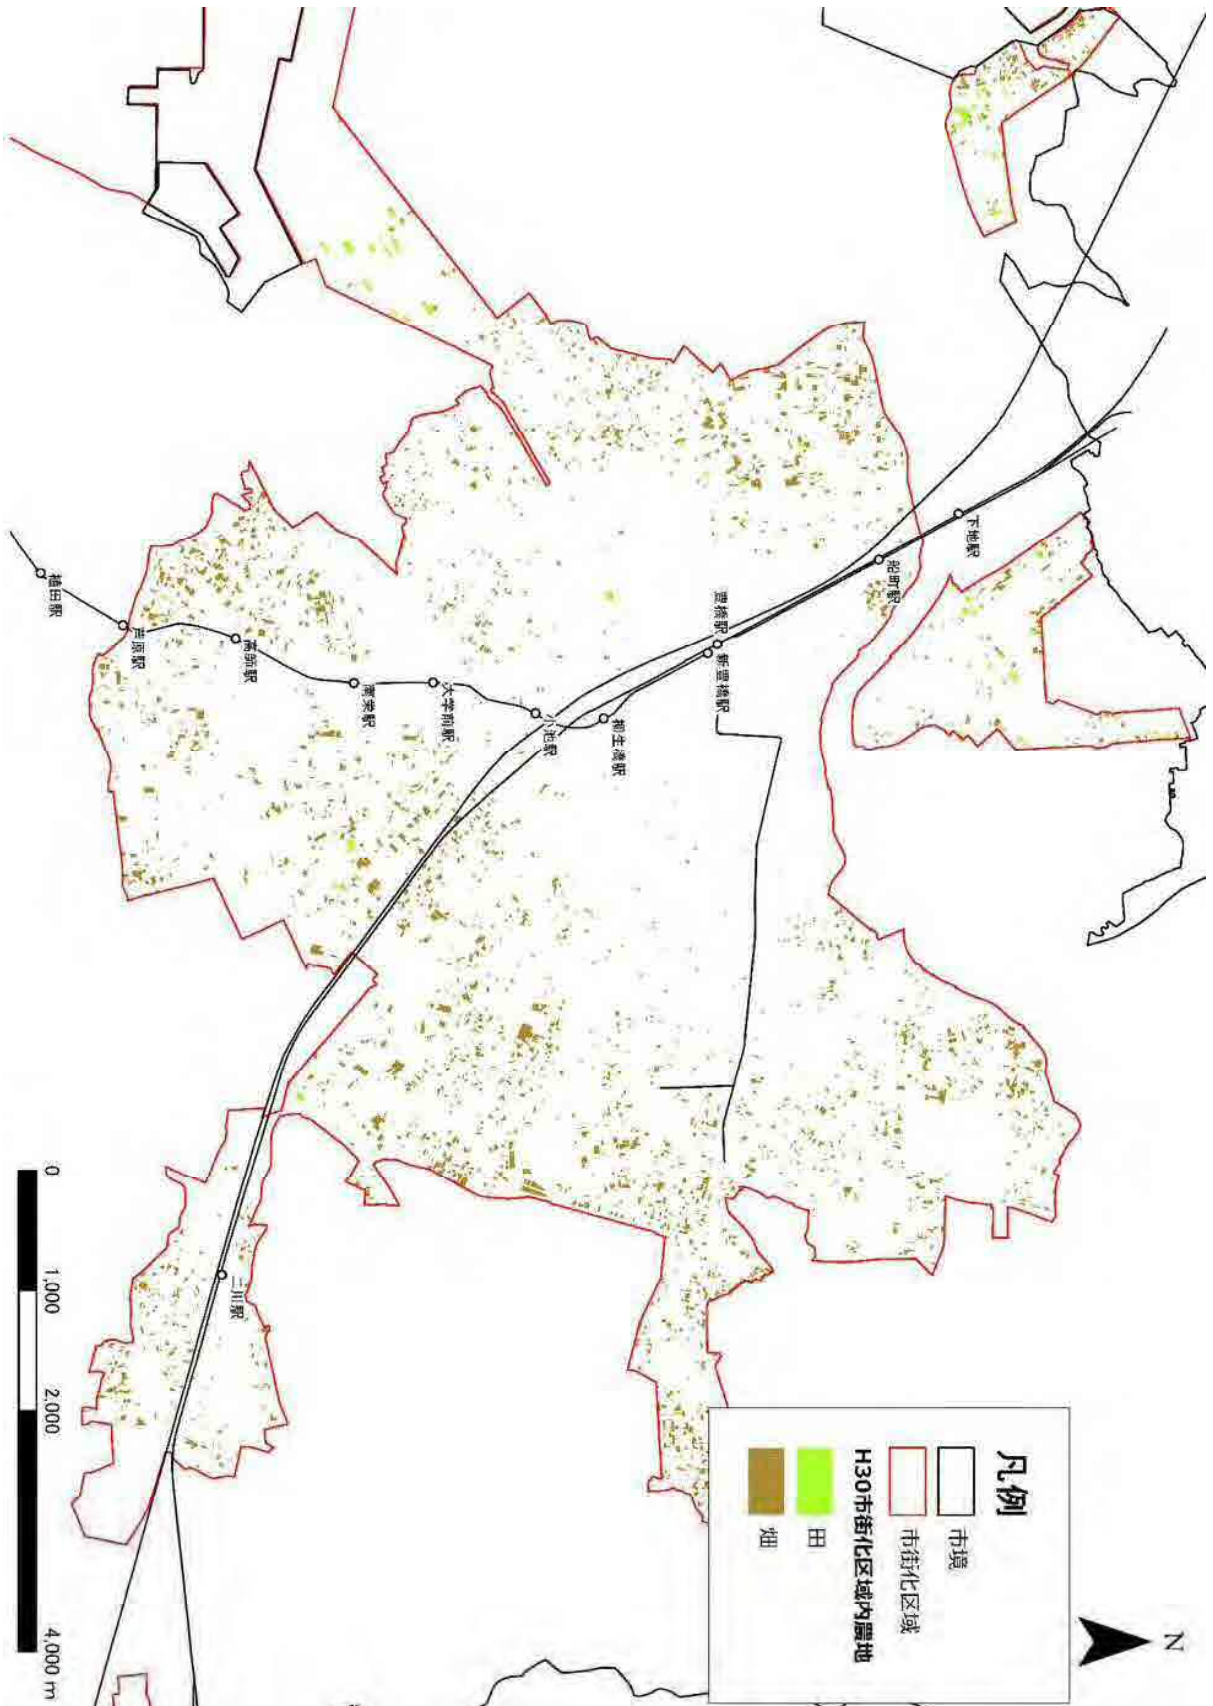 下地駅
船町駅
豊橋駅
新豊橋駅
柳生橋駅
小池駅
大学前駅
南栄駅
高師駅
芦原駅
植田駅
二川駅
凡例
市境
市街化区域
H30市街化区域内農地
田
畑
N
0
1,000
2,000
4,000 m